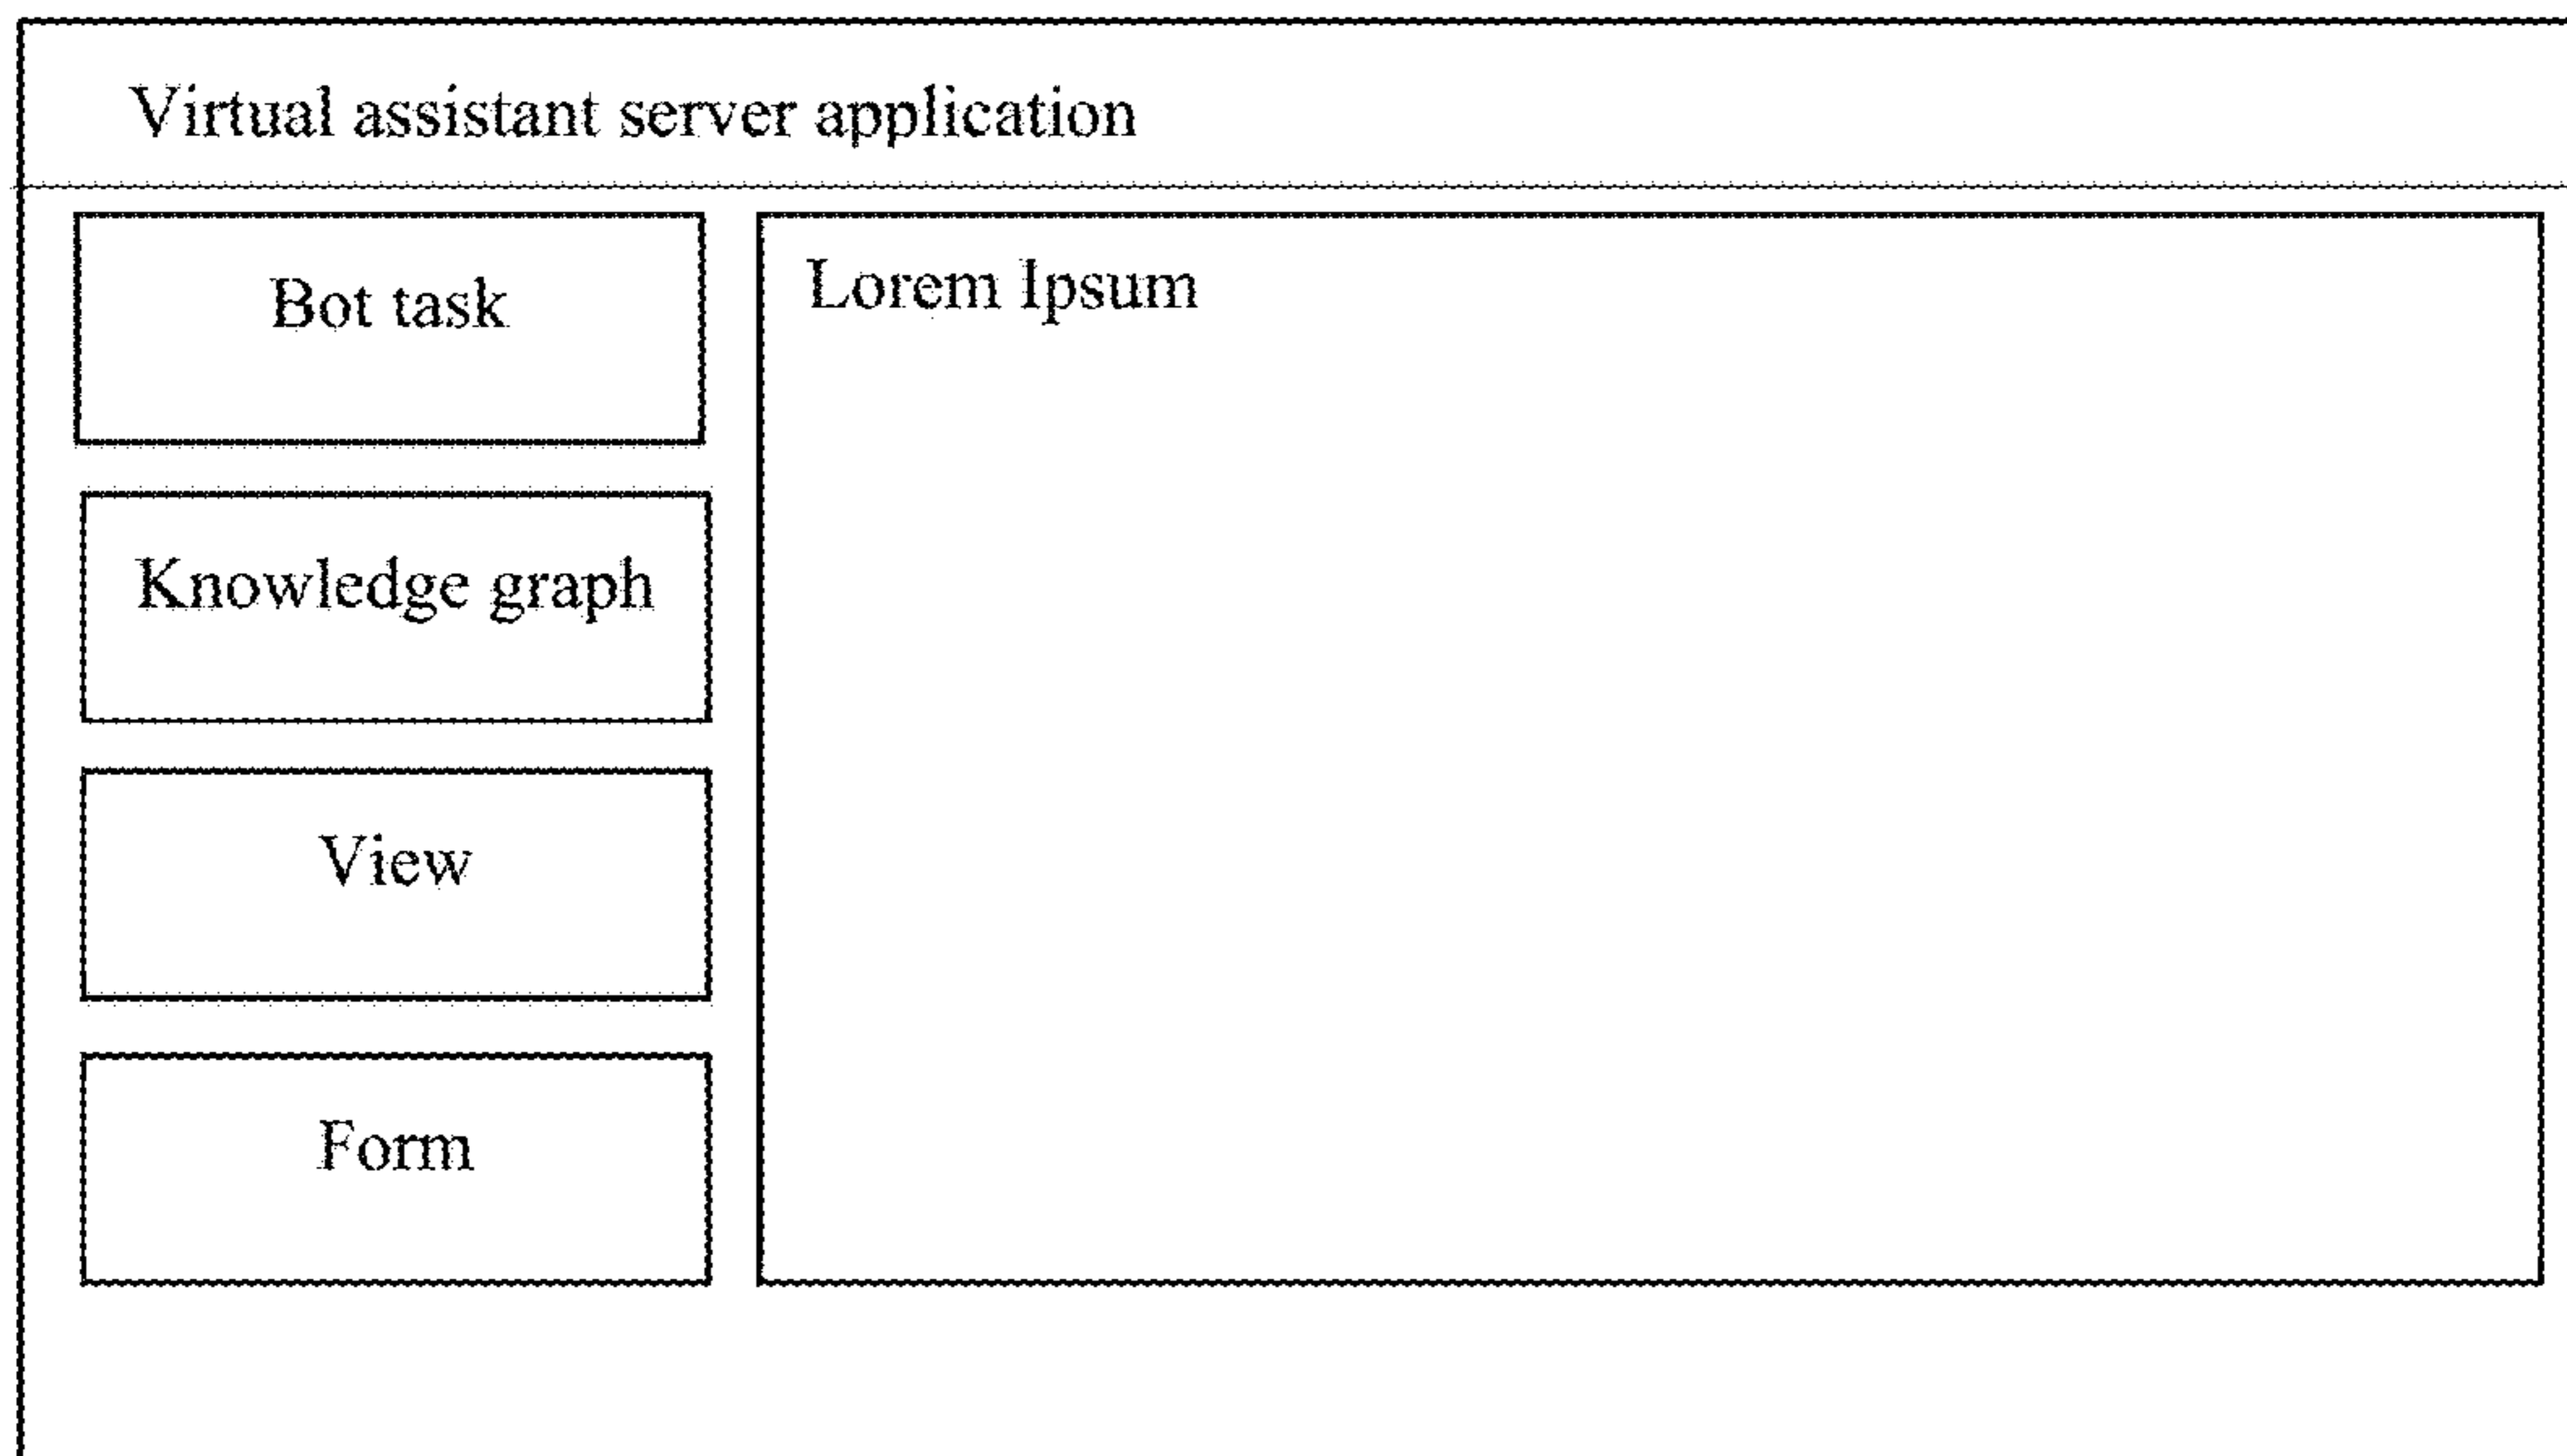 Virtual assistant server application
Bot task
Lorem Ipsum
Knowledge graph
View
Form